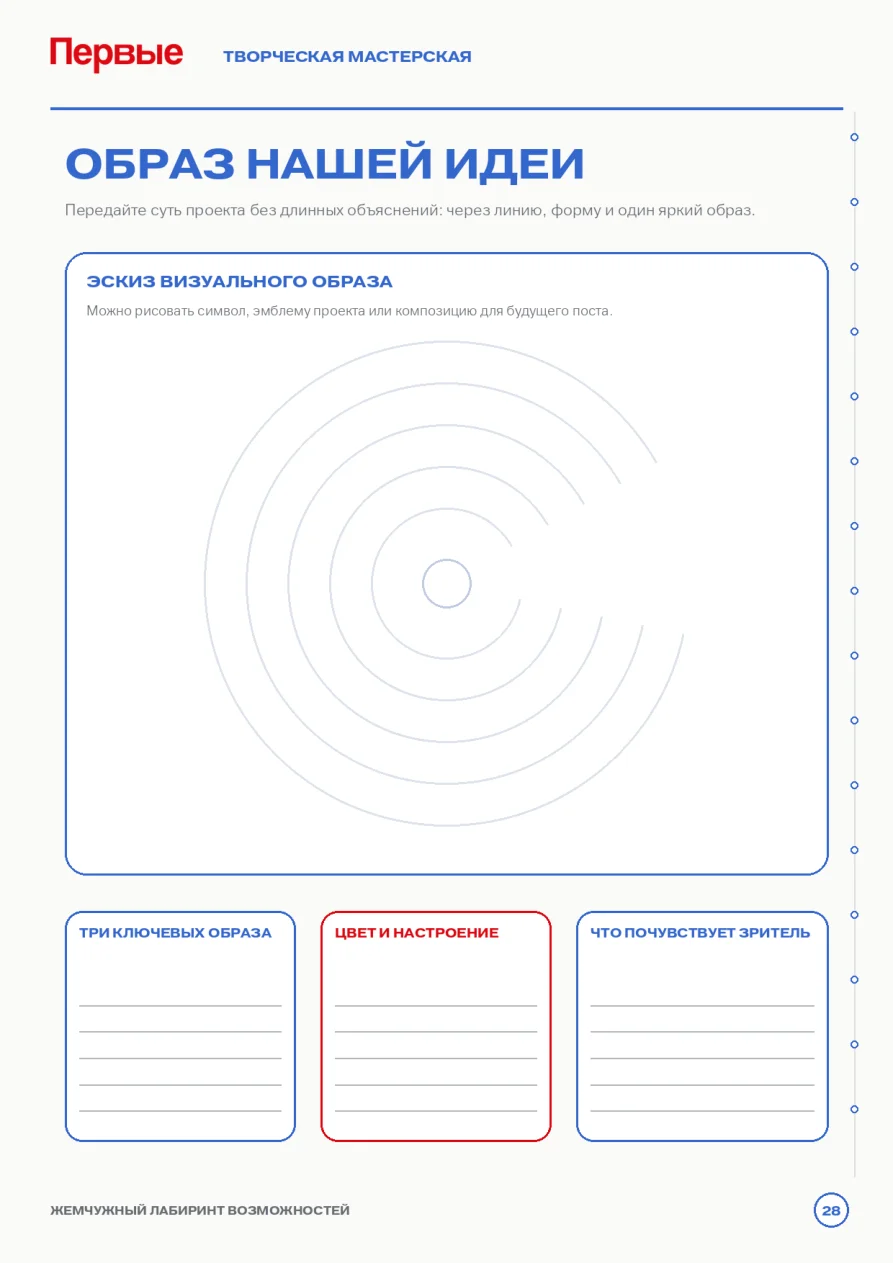 Первые
ТВОРЧЕСКАЯ МАСТЕРСКАЯ
ОБРАЗ НАШЕЙ ИДЕИ
Передайте суть проекта без длинных объяснений: через линию, форму и один яркий образ.
ЭСКИЗ ВИЗУАЛЬНОГО ОБРАЗА
Можно рисовать символ, эмблему проекта или композицию для будущего поста.
ТРИ КЛЮЧЕВЫХ ОБРАЗА
ЦВЕТ И НАСТРОЕНИЕ
ЧТО ПОЧУВСТВУЕТ ЗРИТЕЛЬ
ЖЕМЧУЖНЫЙ ЛАБИРИНТ ВОЗМОЖНОСТЕЙ
28